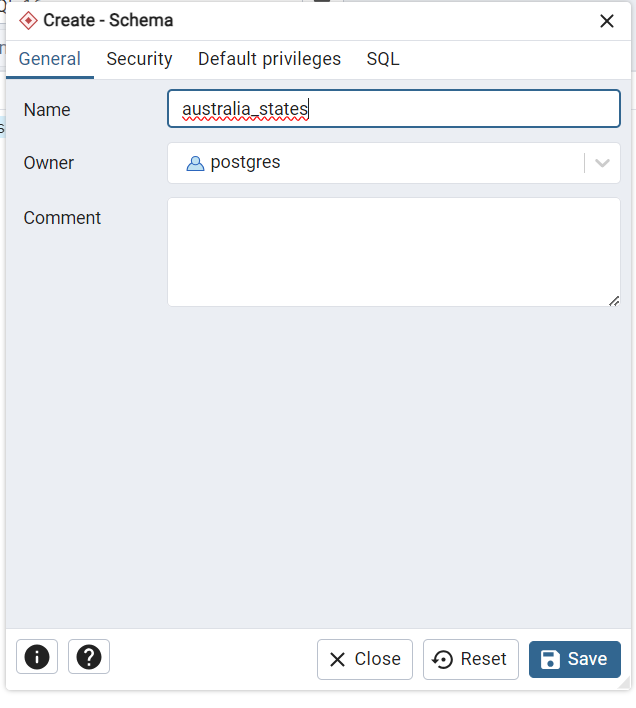 Create - Schema
General Security Default privileges SQL
Name australia_states
Owner postgres
Comment
Close Reset Save